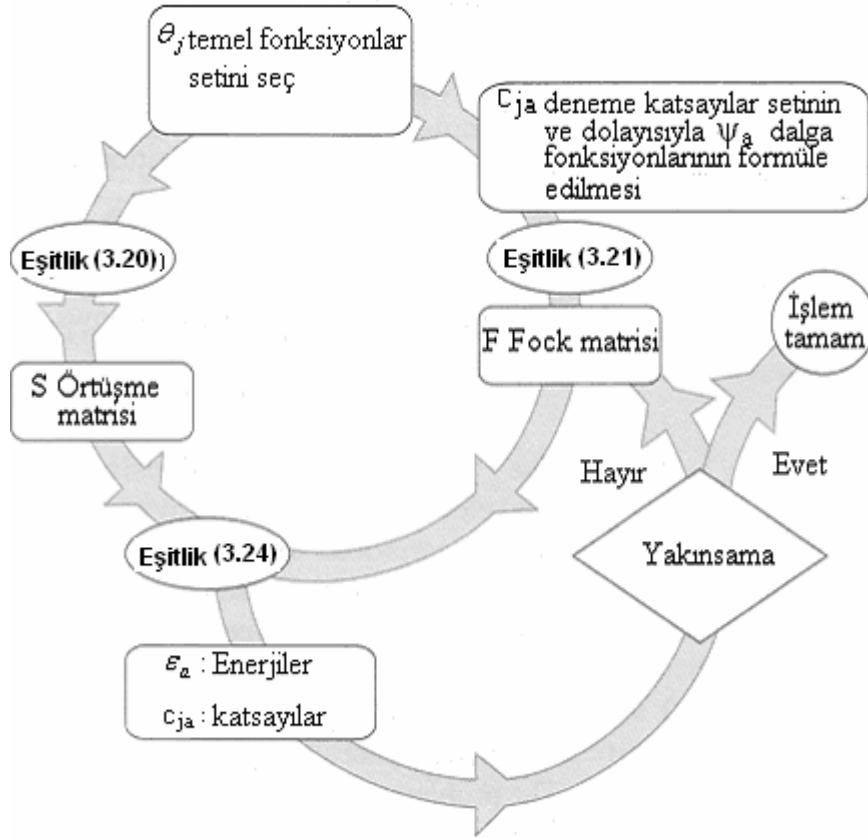 θj temel fonksiyonlar
setini seç
cja deneme katsayılar setinin
ve dolayısıyla ψa dalga
fonksiyonlarının formüle
edilmesi
Eşitlik (3.20))
Eşitlik (3.21)
İşlem
tamam
F Fock matrisi
S Örtüşme
matrisi
Hayır
Evet
Eşitlik (3.24)
Yakınsama
εa : Enerjiler
cja : katsayılar